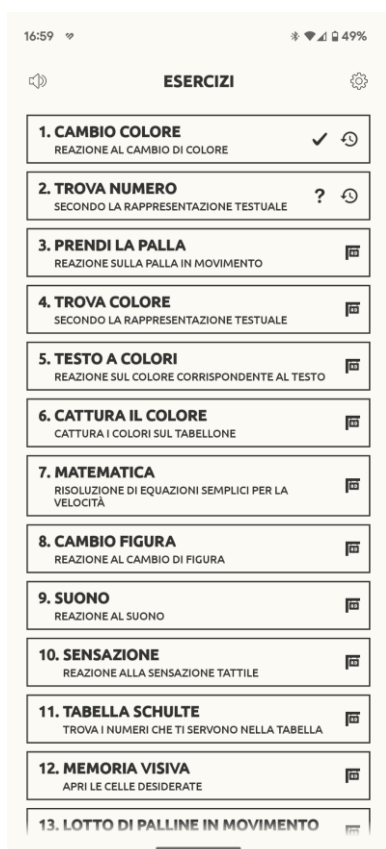 16:59
49%
ESERCIZI
1. CAMBIO COLORE
REAZIONE AL CAMBIO DI COLORE
2. TROVA NUMERO
SECONDO LA RAPPRESENTAZIONE TESTUALE
?
3. PRENDI LA PALLA
REAZIONE SULLA PALLA IN MOVIMENTO
4. TROVA COLORE
SECONDO LA RAPPRESENTAZIONE TESTUALE
5. TESTO A COLORI
REAZIONE SUL COLORE CORRISPONDENTE AL TESTO
6. CATTURA IL COLORE
CATTURA I COLORI SUL TABELLONE
7. MATEMATICA
RISOLUZIONE DI EQUAZIONI SEMPLICI PER LA
VELOCITÀ
8. CAMBIO FIGURA
REAZIONE AL CAMBIO DI FIGURA
9. SUONO
REAZIONE AL SUONO
10. SENSAZIONE
REAZIONE ALLA SENSAZIONE TATTILE
11. TABELLA SCHULTE
TROVA I NUMERI CHE TI SERVONO NELLA TABELLA
12. MEMORIA VISIVA
APRI LE CELLE DESIDERATE
13. LOTTO DI PALLINE IN MOVIMENTO